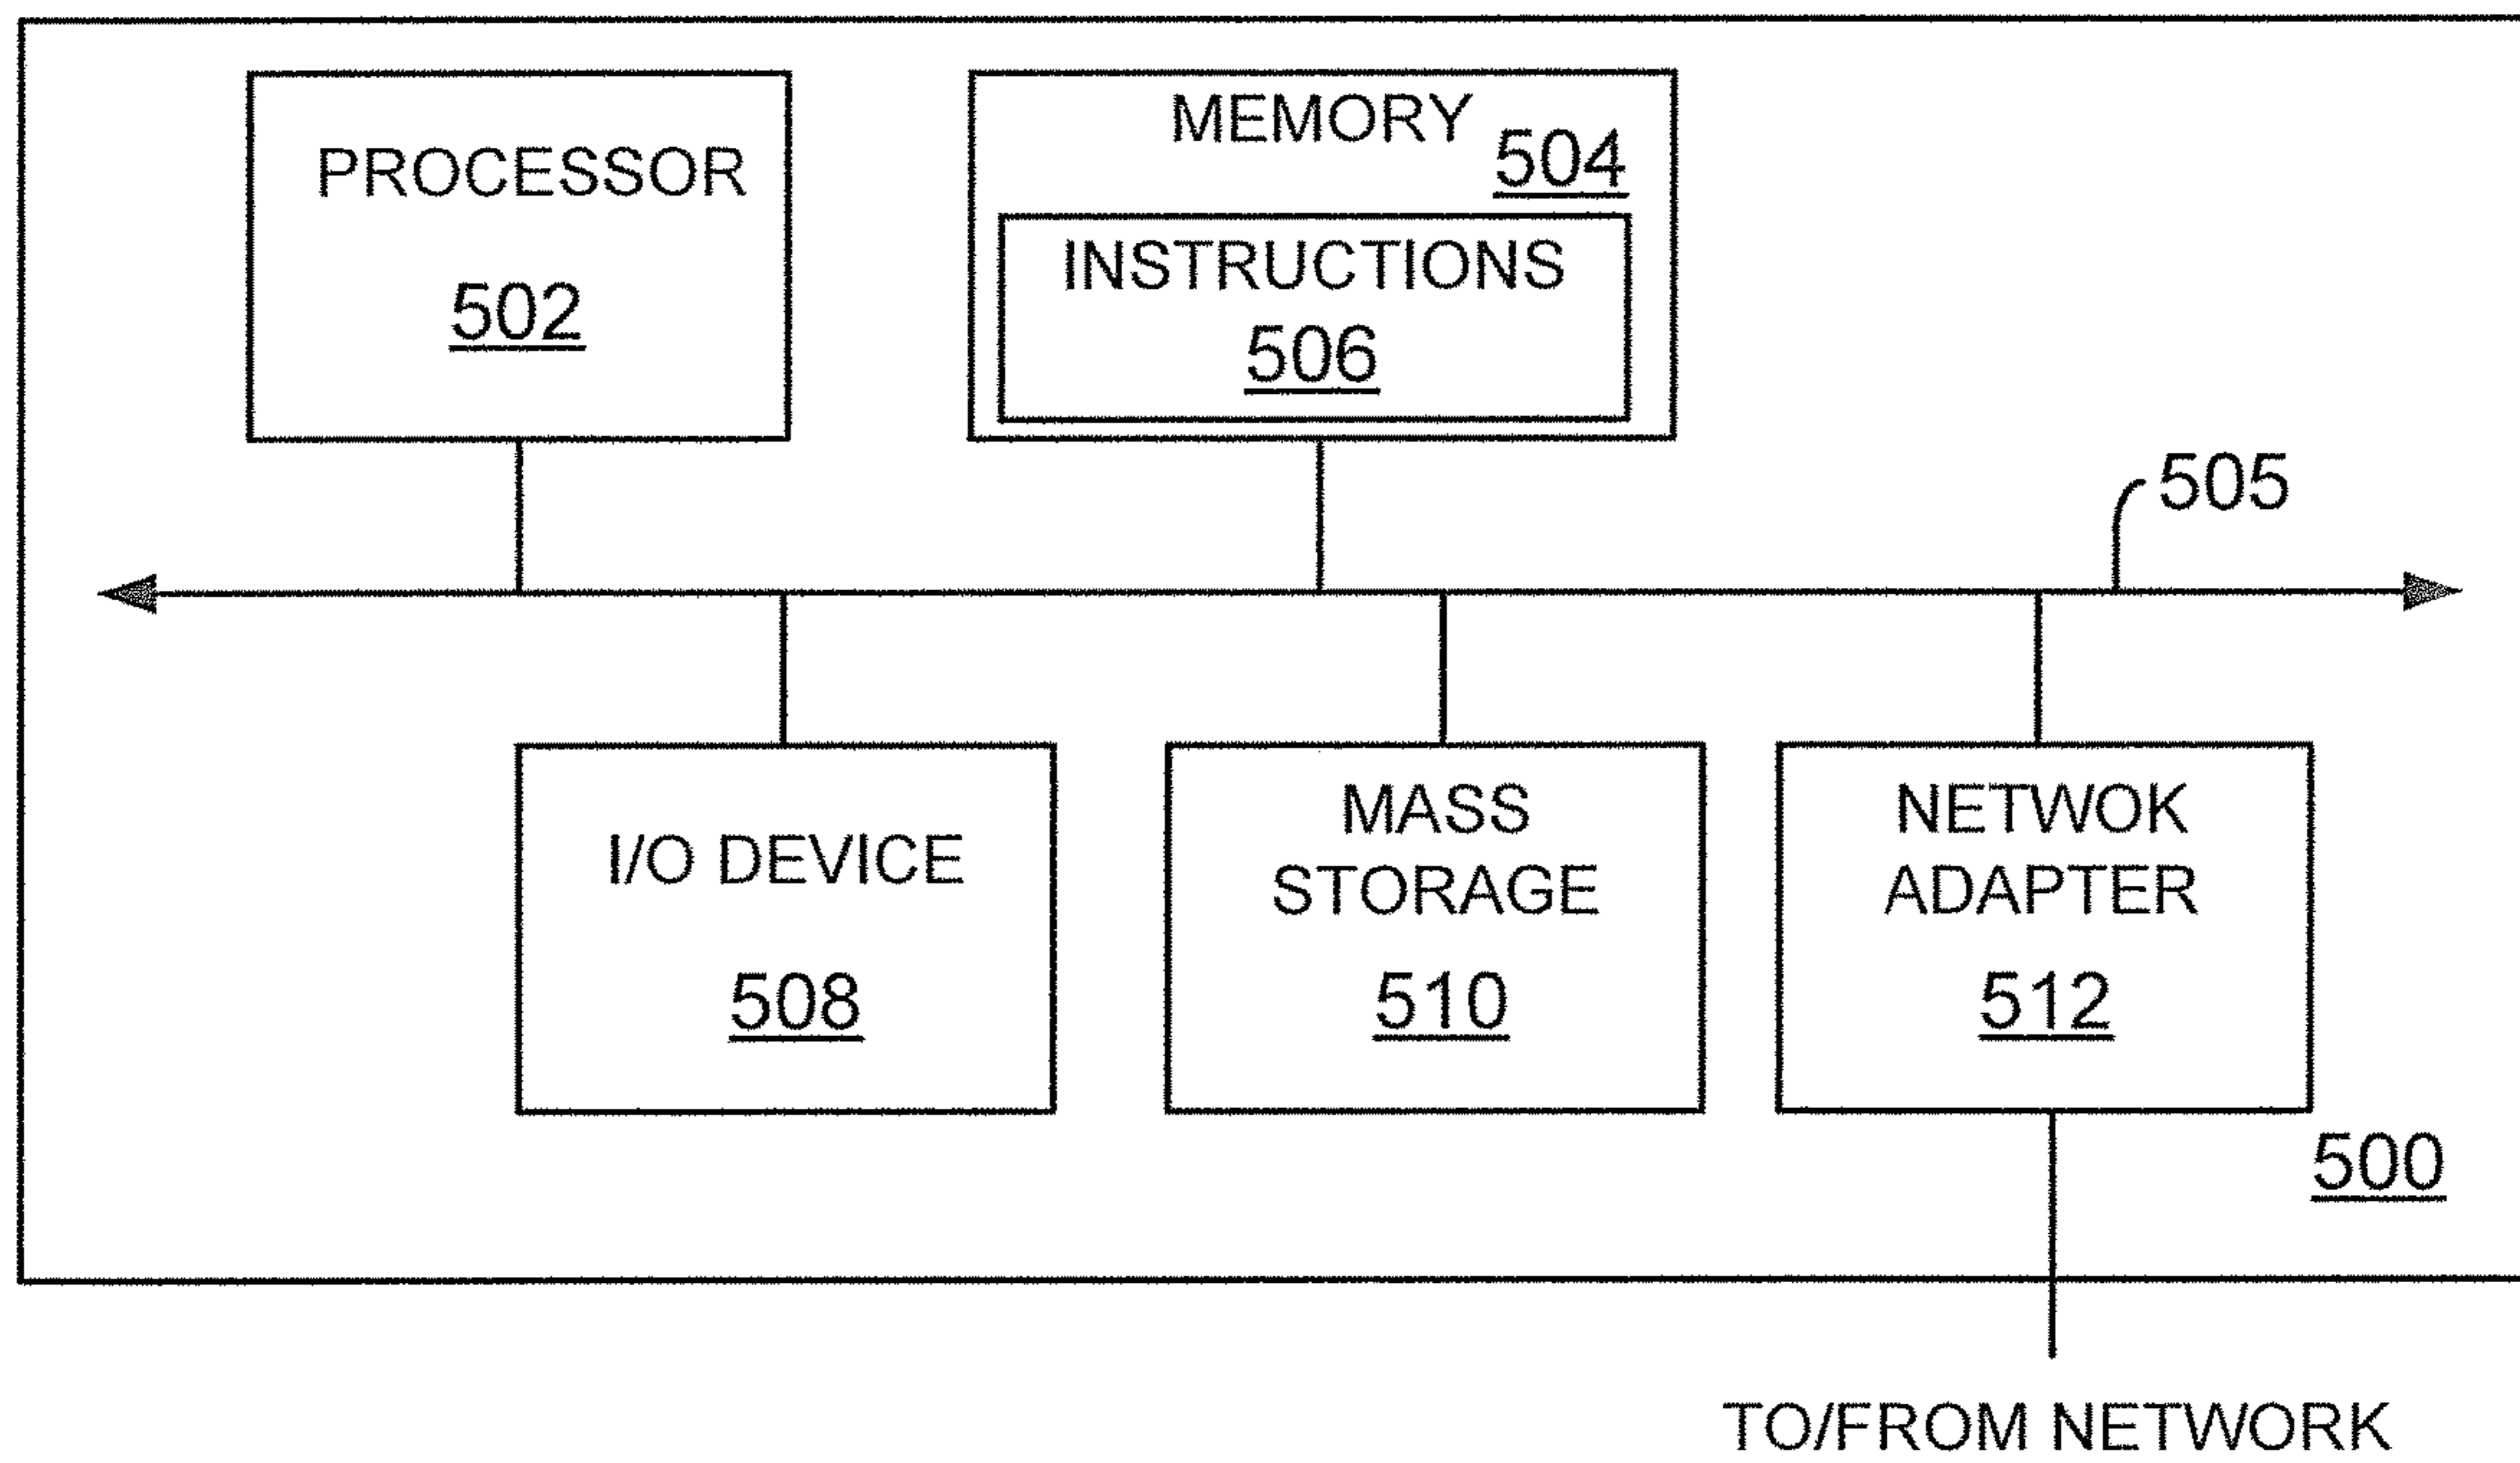 PROCESSOR
502
MEMORY
504
INSTRUCTIONS
506
505
I/O DEVICE
508
MASS
STORAGE
510
NETWOK
ADAPTER
512
500
TO/FROM NETWORK